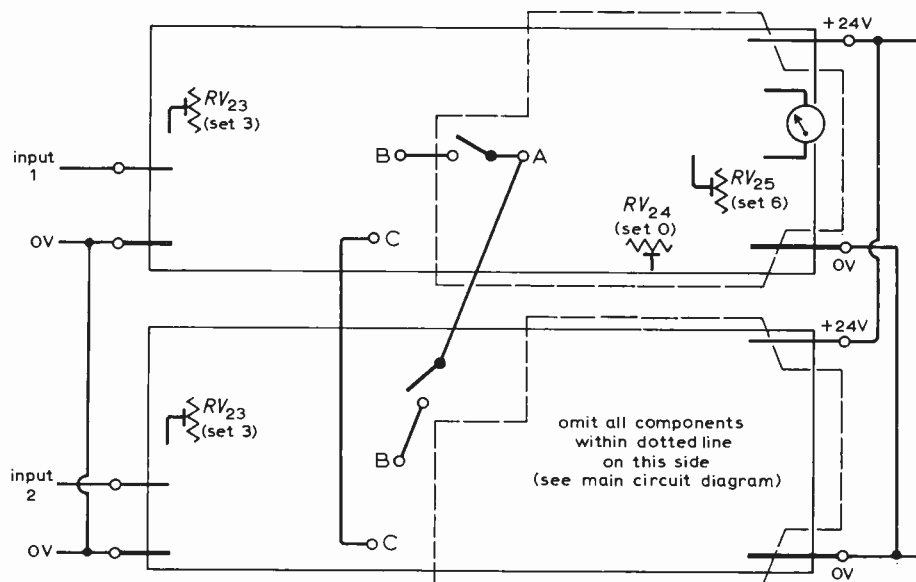 +24V
RV23
(set 3)
input
1
B
A
RV25
(set 6)
RV24
(set 0)
C
0V
0V
+24V
RV23
(set 3)
omit all components
within dotted line
on this side
(see main circuit diagram)
B
input
2
C
0V
0V